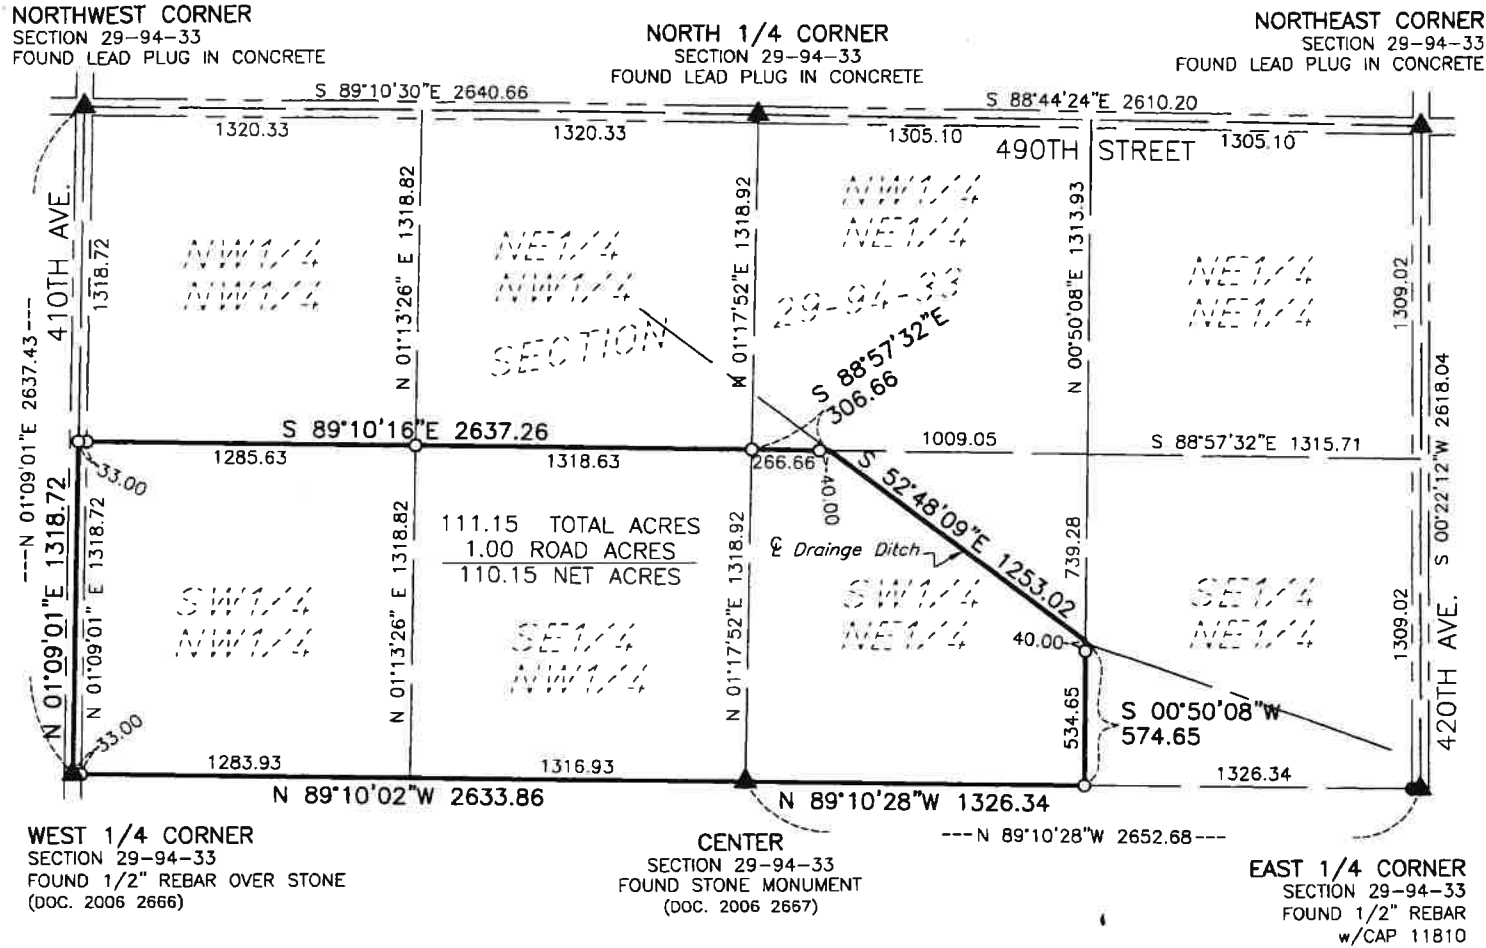 NORTHWEST CORNER
SECTION 29-94-33
FOUND LEAD PLUG IN CONCRETE
NORTH 1/4 CORNER
SECTION 29-94-33
FOUND LEAD PLUG IN CONCRETE
NORTHEAST CORNER
SECTION 29-94-33
FOUND LEAD PLUG IN CONCRETE
S 89°10'30"E 2640.66
S 88°44'24"E 2610.20
1320.33
1320.33
1305.10
1305.10
490TH STREET
410TH AVE.
1318.72
---N 01°09'01"E 2637.43---
NW1/4
NW1/4
N 01°13'26" E 1318.82
NE1/4
NW1/4
SECTION
29-94-33
N 01°17'52"E 1318.92
NW1/4
NE1/4
N 00°50'08"E 1313.93
NE1/4
NE1/4
1309.02
S 00°22'12"W 2618.04
S 88°57'32"E
306.66
S 89°10'16"E 2637.26
1285.63
1318.63
266.66
1009.05
S 88°57'32"E 1315.71
33.00
40.00
N 01°09'01"E 1318.72
N 01°09'01" E 1318.72
N 01°13'26" E 1318.82
111.15 TOTAL ACRES
1.00 ROAD ACRES
110.15 NET ACRES
N 01°17'52"E 1318.92
S 52°48'09"E 1253.02
℄ Drainge Ditch
739.28
SW1/4
NW1/4
SE1/4
NW1/4
SW1/4
NE1/4
SE1/4
NE1/4
1309.02
420TH AVE.
40.00
534.65
S 00°50'08"W
574.65
33.00
1283.93
1316.93
1326.34
N 89°10'02"W 2633.86
N 89°10'28"W 1326.34
---N 89°10'28"W 2652.68---
WEST 1/4 CORNER
SECTION 29-94-33
FOUND 1/2" REBAR OVER STONE
(DOC. 2006 2666)
CENTER
SECTION 29-94-33
FOUND STONE MONUMENT
(DOC. 2006 2667)
EAST 1/4 CORNER
SECTION 29-94-33
FOUND 1/2" REBAR
w/CAP 11810